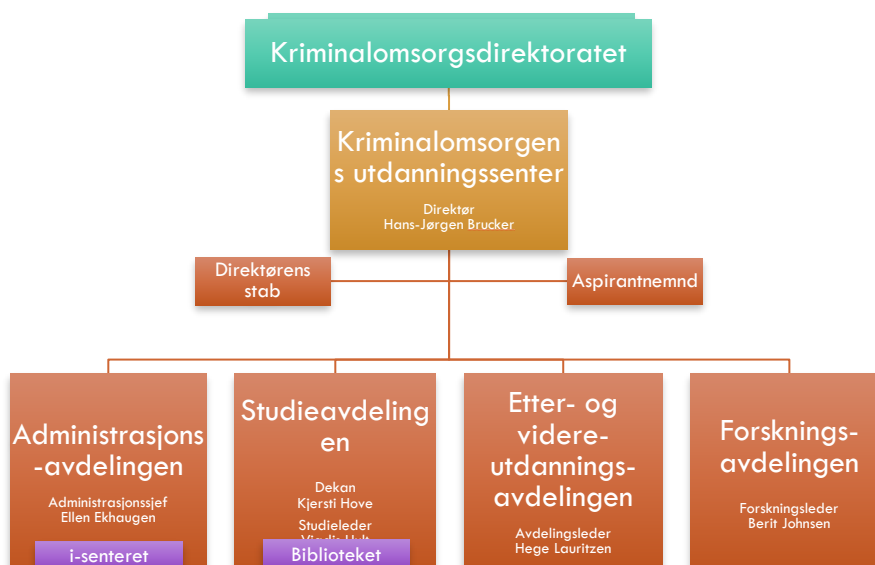 Kriminalomsorgsdirektoratet
Kriminalomsorgen
s utdanningssenter
Direktør
Hans-Jørgen Brucker
Direktørens
stab
Aspirantnemnd
Administrasjons
-avdelingen
Administrasjonssjef
Ellen Ekhaugen
i-senteret
Studieavdeling
en
Dekan
Kjersti Hove
Studieleder
Biblioteket
Etter- og
videre-
utdannings-
avdelingen
Avdelingsleder
Hege Lauritzen
Forsknings-
avdelingen
Forskningsleder
Berit Johnsen